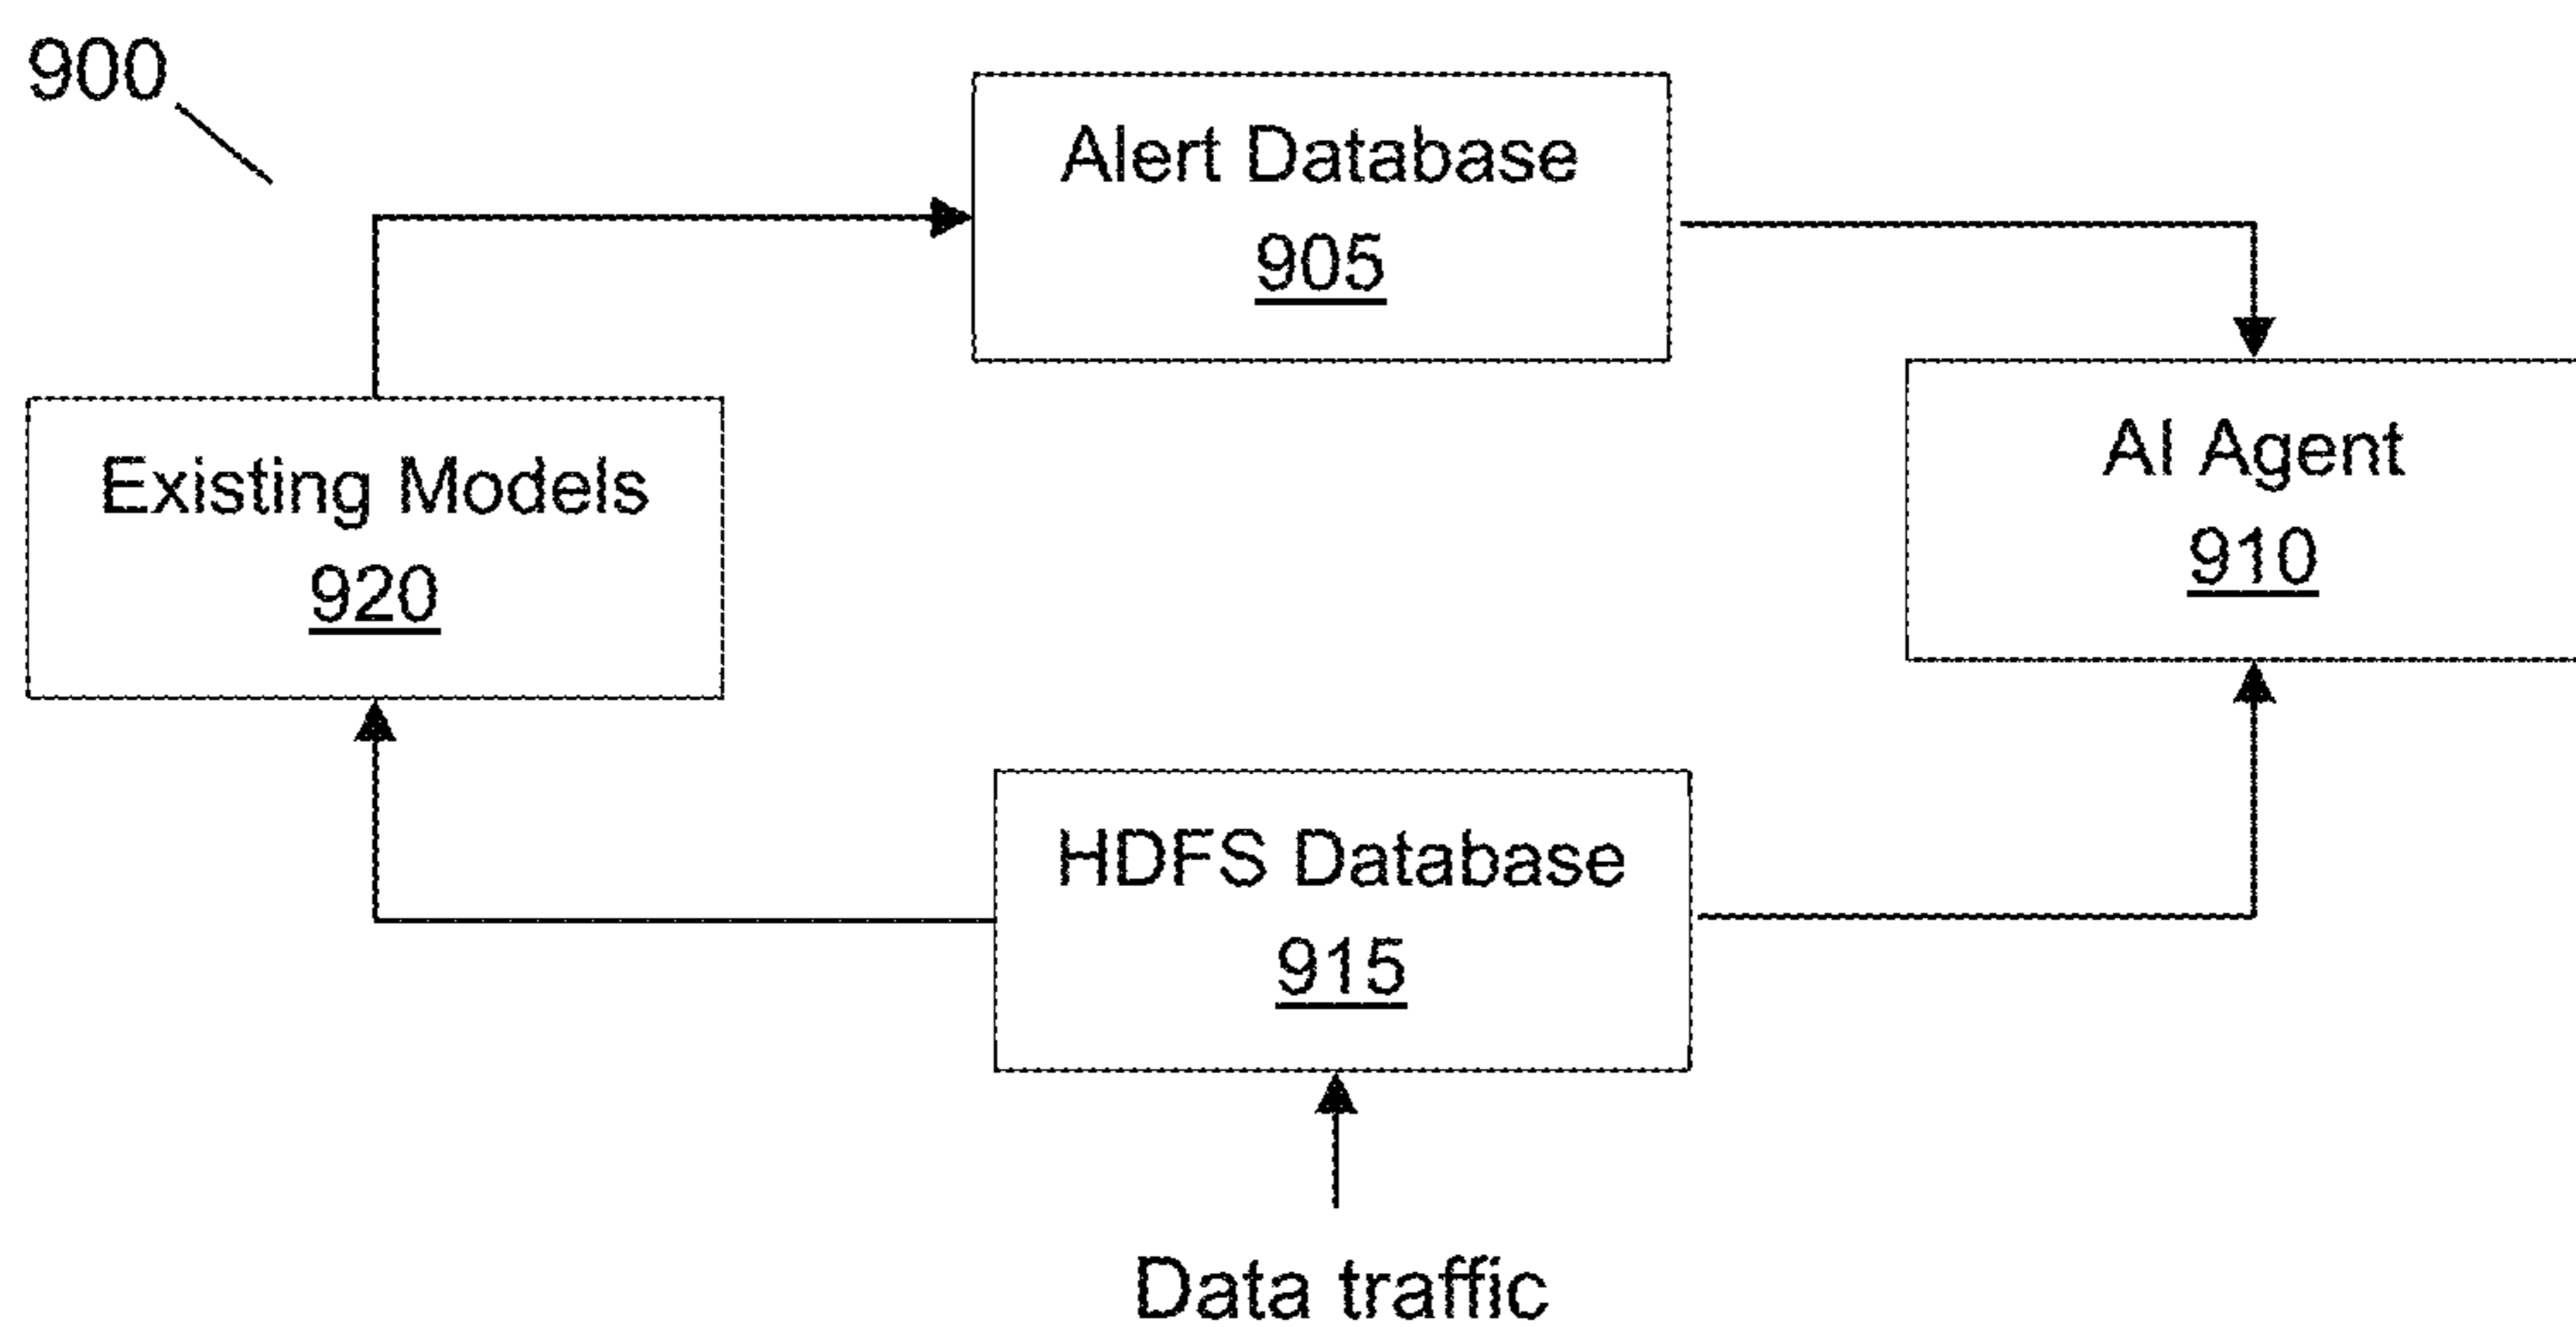 900
Alert Database
905
AI Agent
910
Existing Models
920
HDFS Database
915
Data traffic